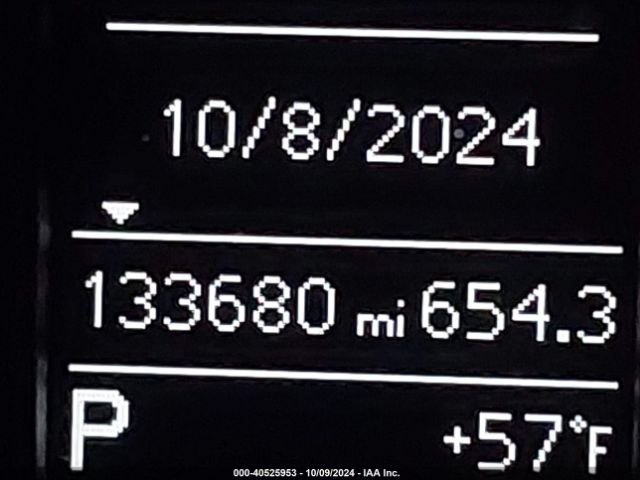 10/8/2024
133680 mi 654.3
P +57°F
000-40525953 - 10/09/2024 - IAA Inc.